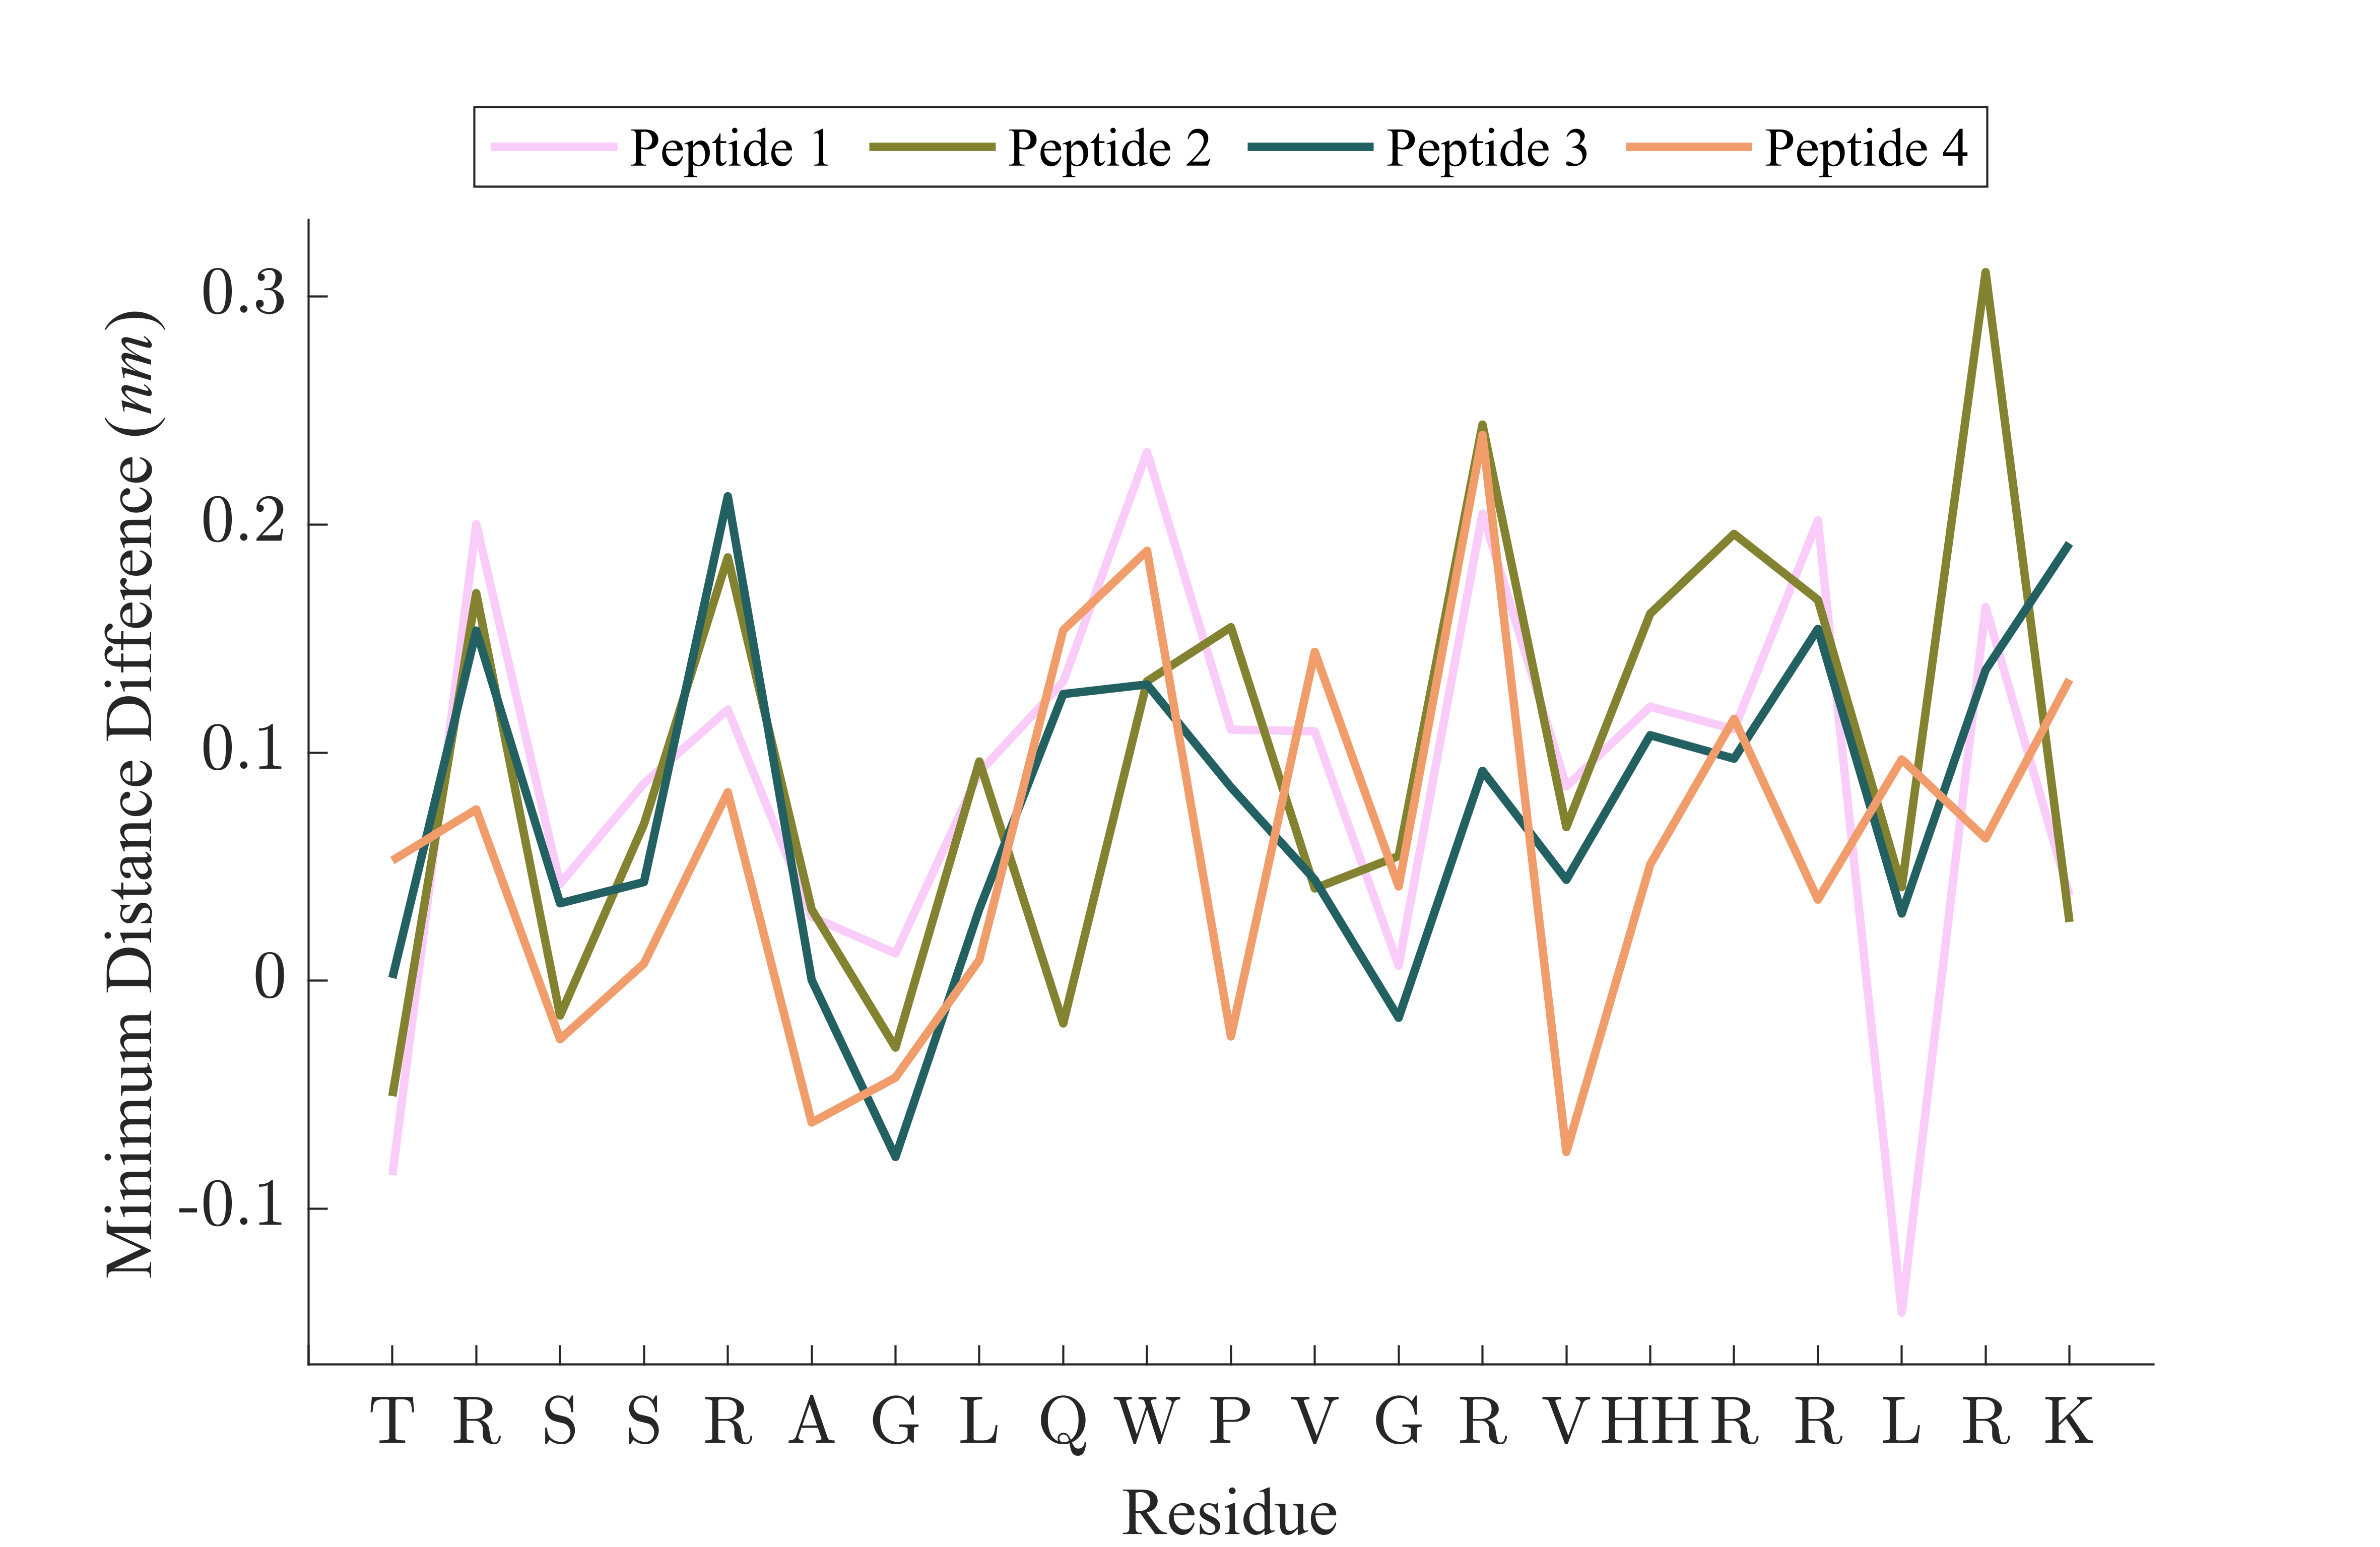 Peptide 1 Peptide 2 Peptide 3 Peptide 4
Minimum Distance Difference (nm)
0.3
0.2
0.1
0
-0.1
T R S S R A G L Q W P V G R V HH R R L R K
Residue